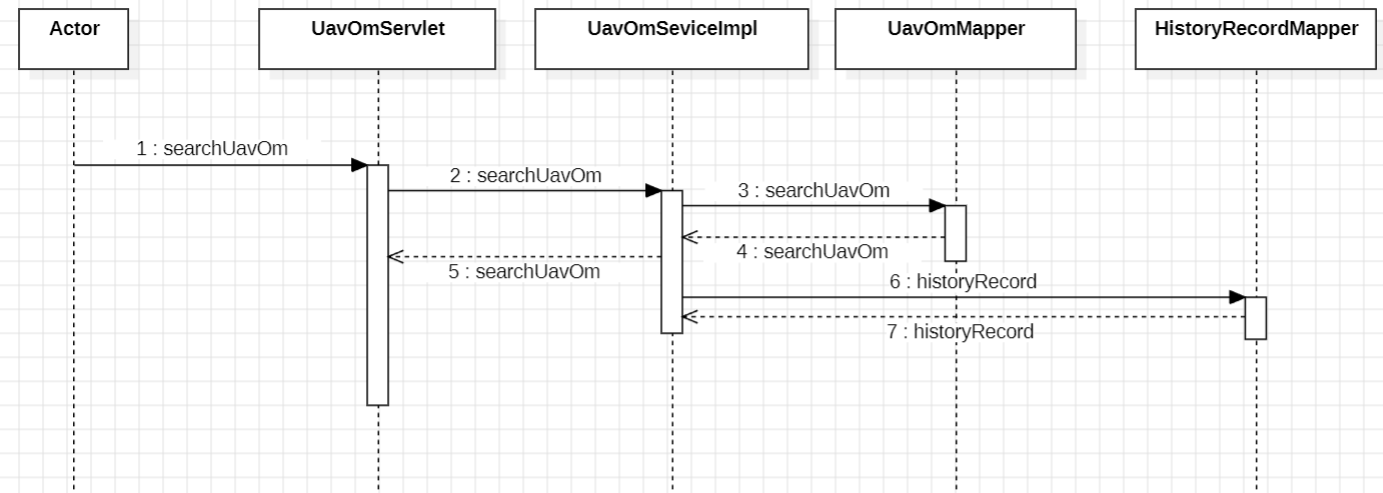 Actor
UavOmServlet
UavOmSeviceImpl
UavOmMapper
HistoryRecordMapper
1 : searchUavOm
2 : searchUavOm
3 : searchUavOm
4 : searchUavOm
5 : searchUavOm
6 : historyRecord
7 : historyRecord